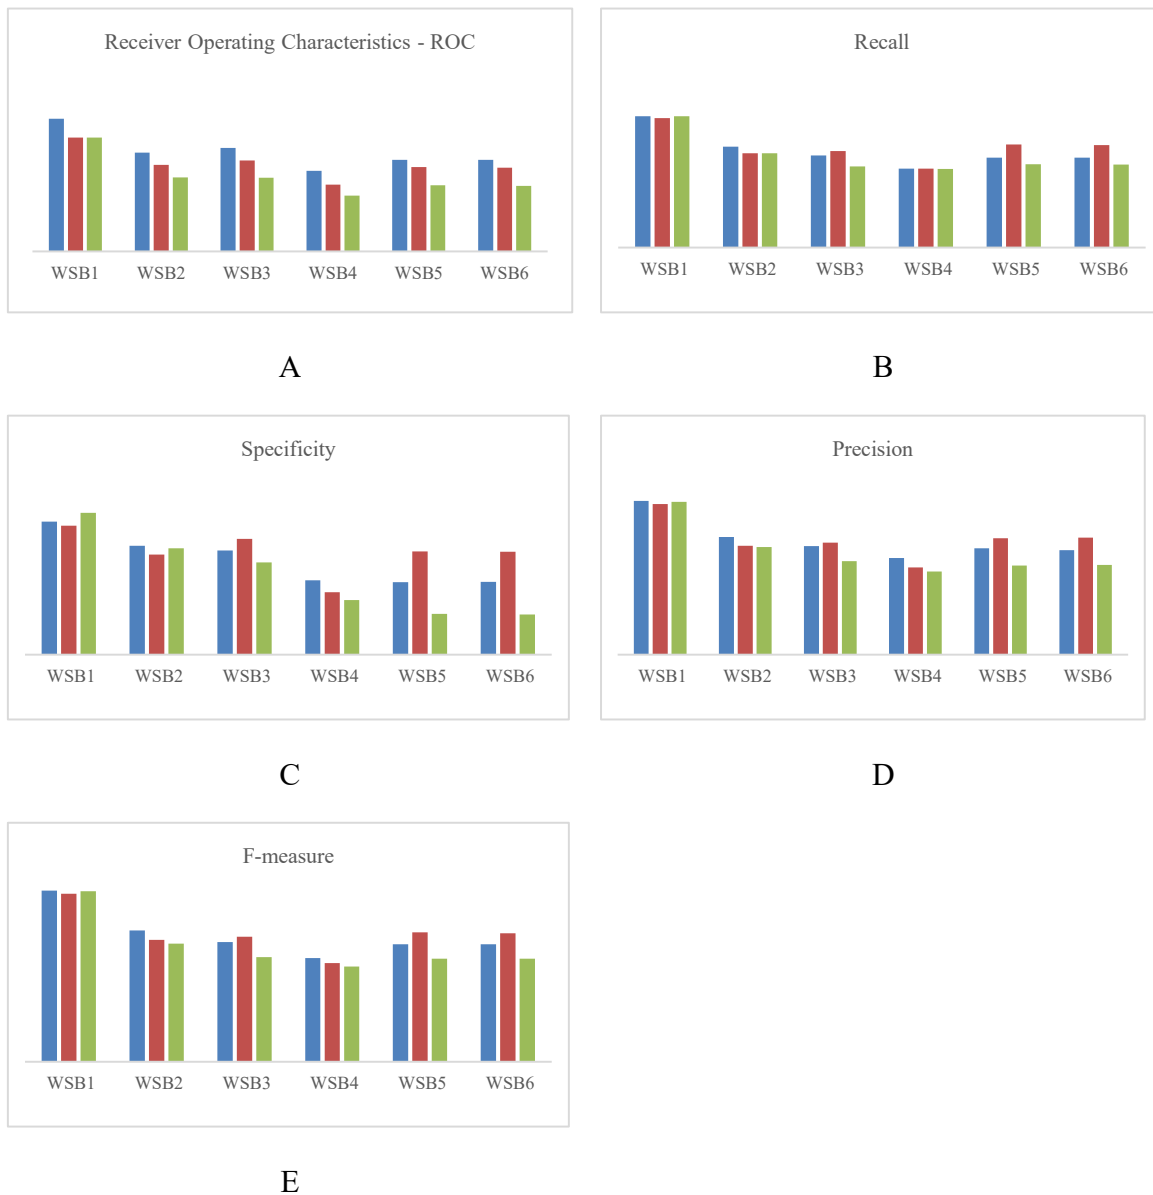 Receiver Operating Characteristics - ROC
WSB1 WSB2 WSB3 WSB4 WSB5 WSB6
A
Recall
WSB1 WSB2 WSB3 WSB4 WSB5 WSB6
B
Specificity
WSB1 WSB2 WSB3 WSB4 WSB5 WSB6
C
Precision
WSB1 WSB2 WSB3 WSB4 WSB5 WSB6
D
F-measure
WSB1 WSB2 WSB3 WSB4 WSB5 WSB6
E